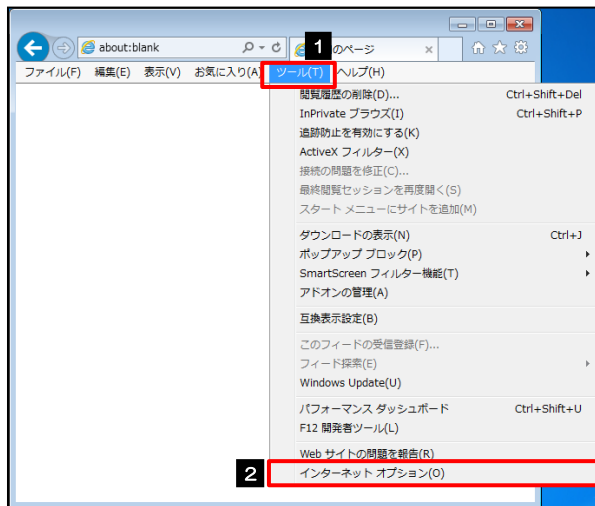 about:blank
1
のページ
ファイル(F) 編集(E) 表示(V) お気に入り(A) ツール(T) ヘルプ(H)
閲覧履歴の削除(D)... Ctrl+Shift+Del
InPrivate ブラウズ(I) Ctrl+Shift+P
追跡防止を有効にする(K)
ActiveX フィルター(X)
接続の問題を修正(C)...
最終閲覧セッションを再度開く(S)
スタート メニューにサイトを追加(M)
ダウンロードの表示(N) Ctrl+J
ポップアップ ブロック(P)
SmartScreen フィルター機能(T)
アドオンの管理(A)
互換表示設定(B)
このフィードの受信登録(F)...
フィード探索(E)
Windows Update(U)
パフォーマンス ダッシュボード Ctrl+Shift+U
F12 開発者ツール(L)
Web サイトの問題を報告(R)
2
インターネット オプション(O)